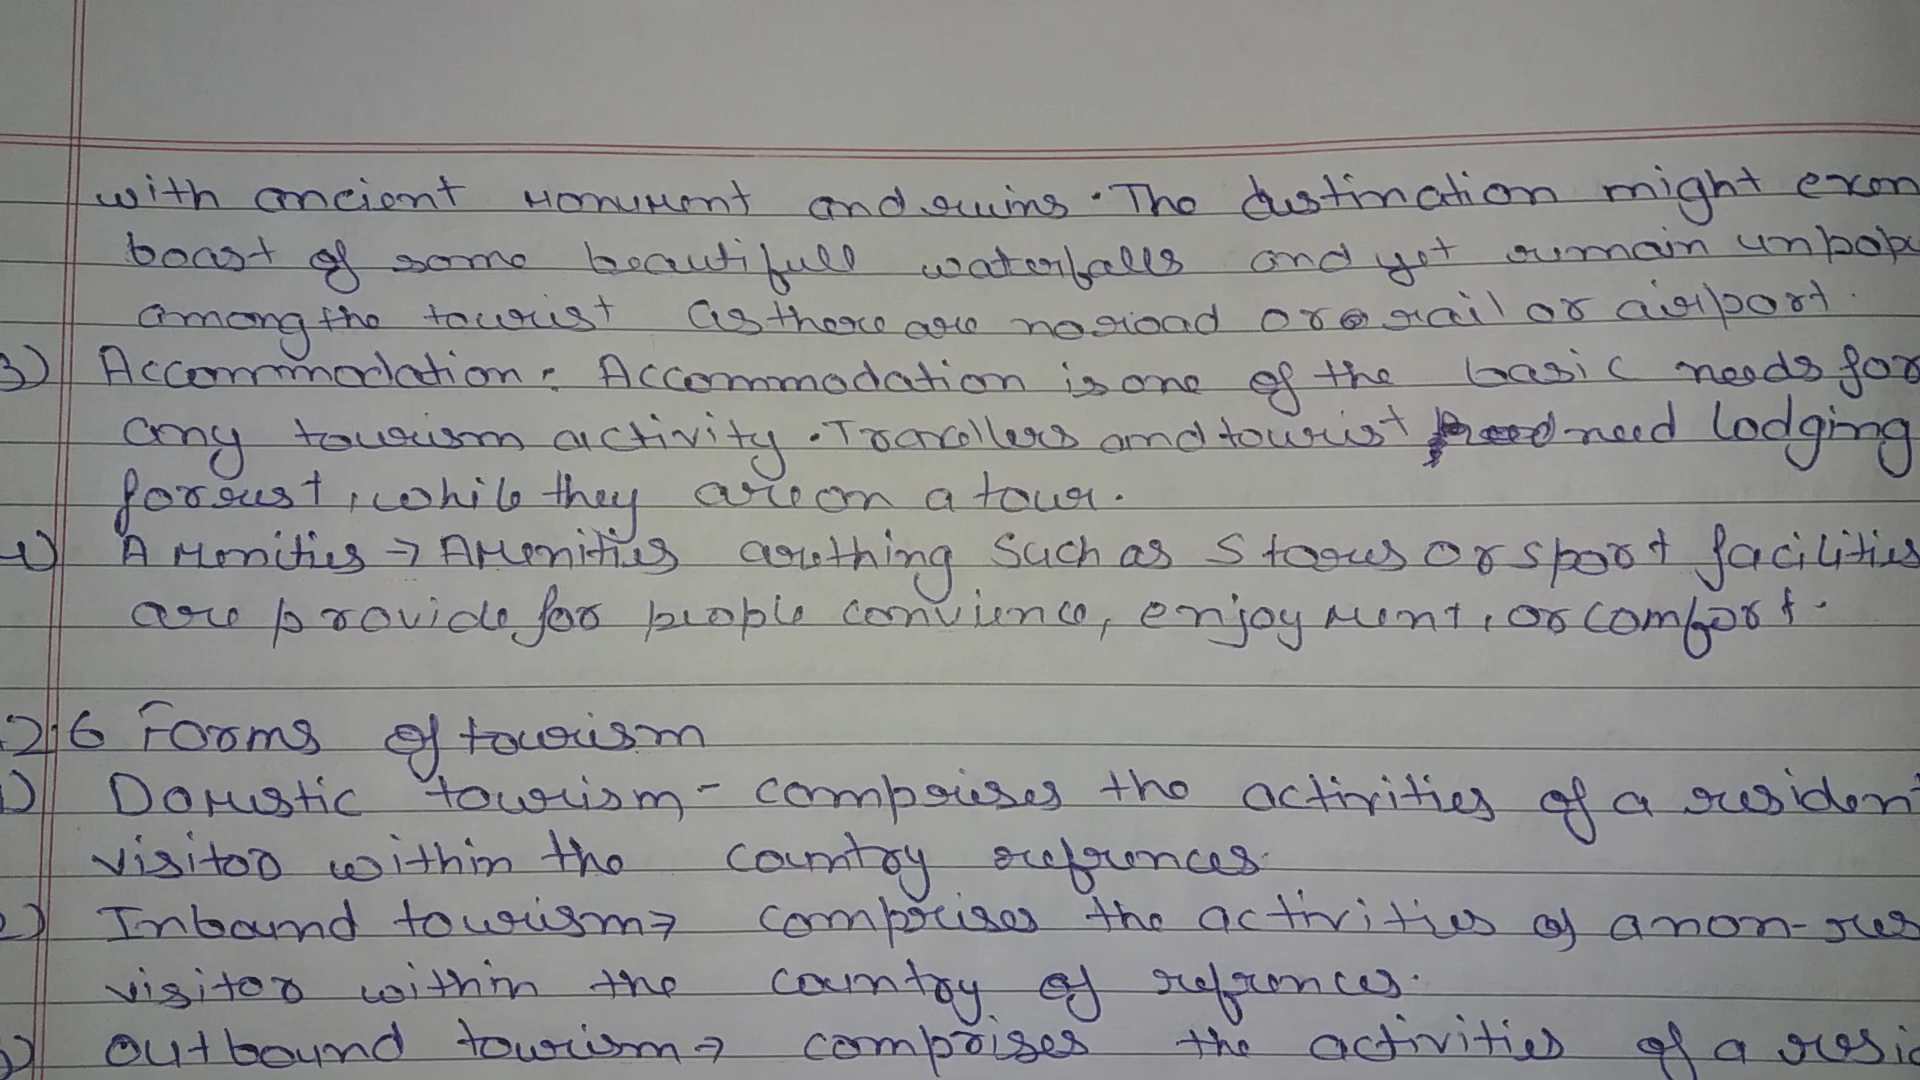 with ancient Monument and ruins. The destination might even
boast of some beautifull waterfalls and yet remain unpopu
among the tourist as there are no road or rail or airport.
3) Accommodation: Accommodation is one of the basic needs for
any tourism activity. Travellers and tourist need lodging
for rest, while they are on a tour.
4) Amenities → Amenities are thing such as stores or sport facilities
are provide for people convience, enjoyment, or comfort.
2.6 Forms of tourism
1) Domestic tourism - comprises the activities of a resident
visitor within the country refrences.
2) Inbound tourism → comprises the activities of a non-res
visitor within the country of refrences.
3) Outbound tourism → comprises the activities of a resid